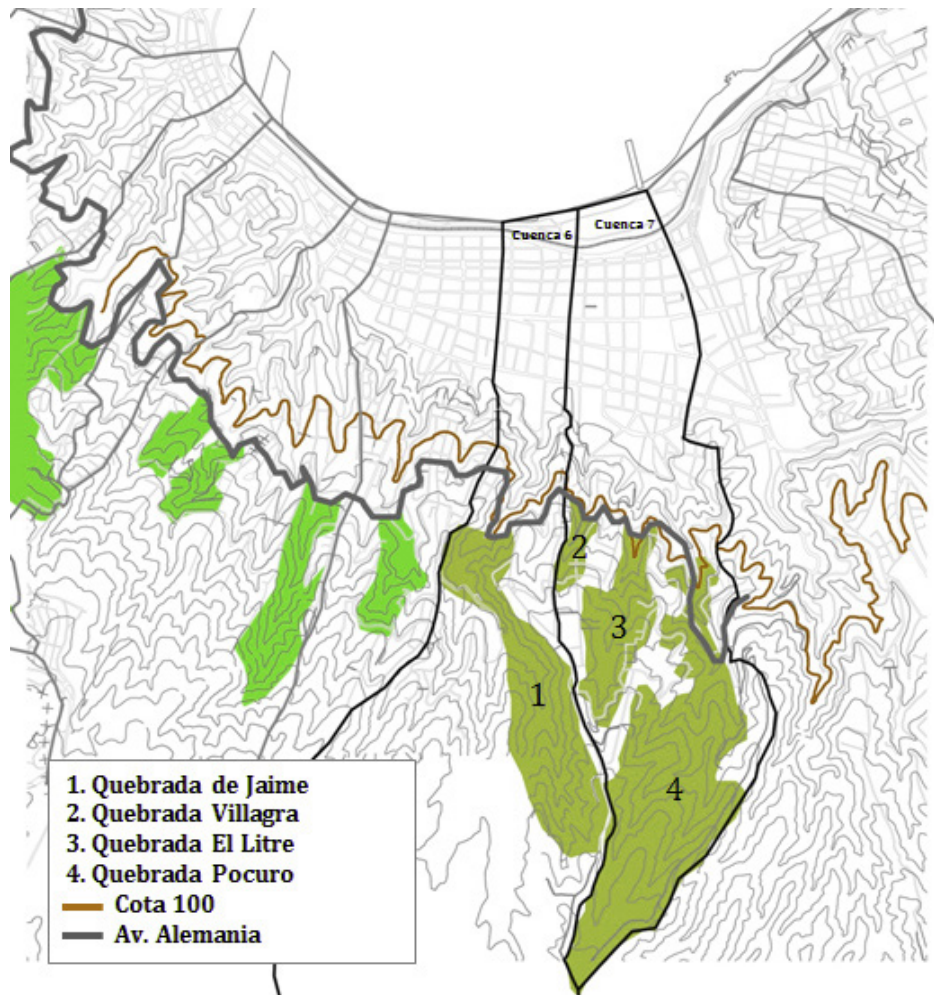 Cuenca 6
Cuenca 7
2
3
1
4
1. Quebrada de Jaime
2. Quebrada Villagra
3. Quebrada El Litre
4. Quebrada Pocuro
Cota 100
Av. Alemania